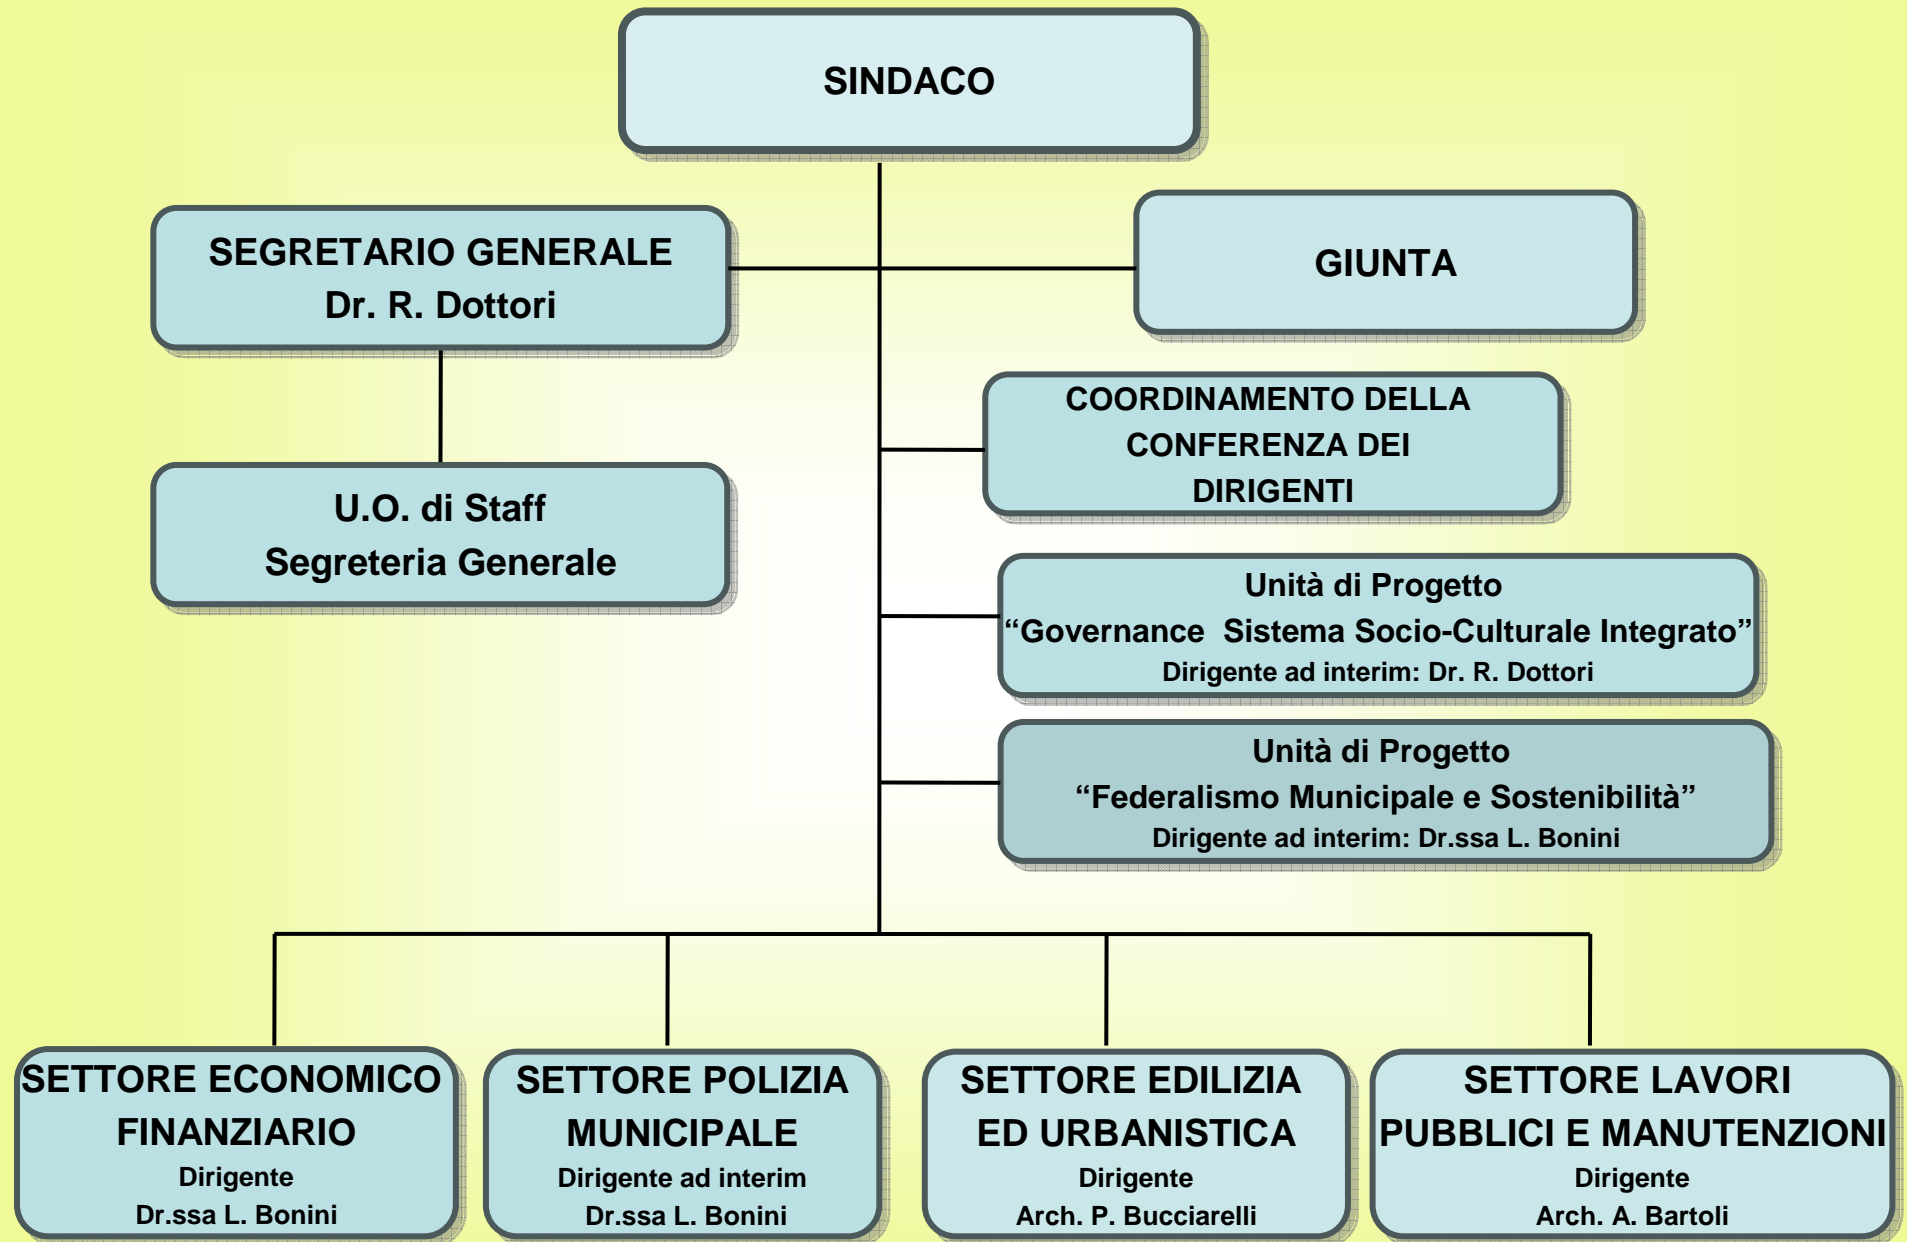 SINDACO
SEGRETARIO GENERALE
Dr. R. Dottori
GIUNTA
COORDINAMENTO DELLA
CONFERENZA DEI
DIRIGENTI
U.O. di Staff
Segreteria Generale
Unità di Progetto
“Governance Sistema Socio-Culturale Integrato”
Dirigente ad interim: Dr. R. Dottori
Unità di Progetto
“Federalismo Municipale e Sostenibilità”
Dirigente ad interim: Dr.ssa L. Bonini
SETTORE ECONOMICO
FINANZIARIO
Dirigente
Dr.ssa L. Bonini
SETTORE POLIZIA
MUNICIPALE
Dirigente ad interim
Dr.ssa L. Bonini
SETTORE EDILIZIA
ED URBANISTICA
Dirigente
Arch. P. Bucciarelli
SETTORE LAVORI
PUBBLICI E MANUTENZIONI
Dirigente
Arch. A. Bartoli